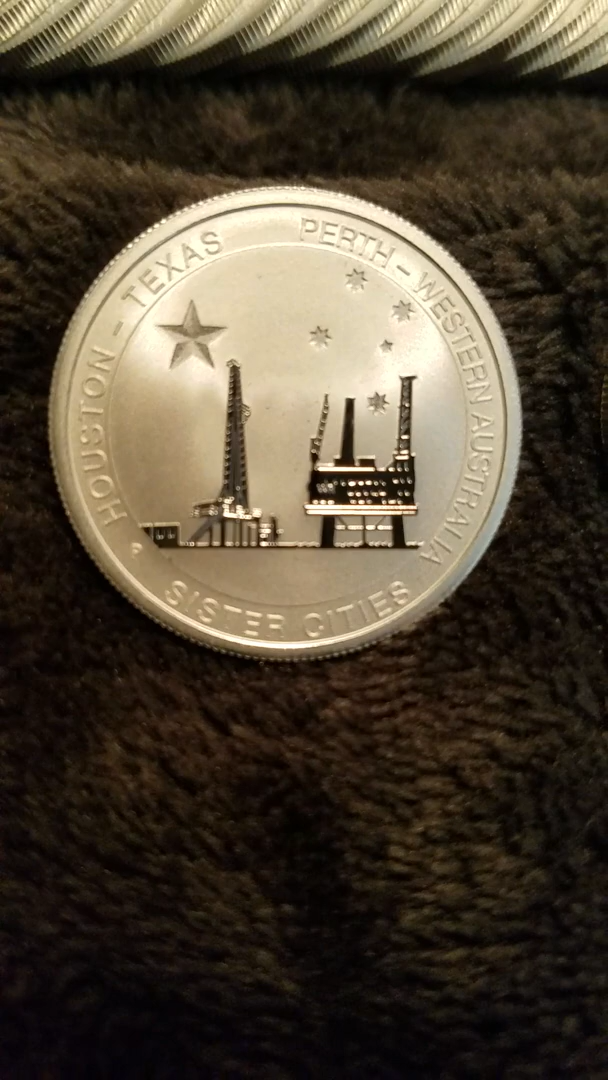 HOUSTON - TEXAS
PERTH - WESTERN AUSTRALIA
SISTER CITIES
P